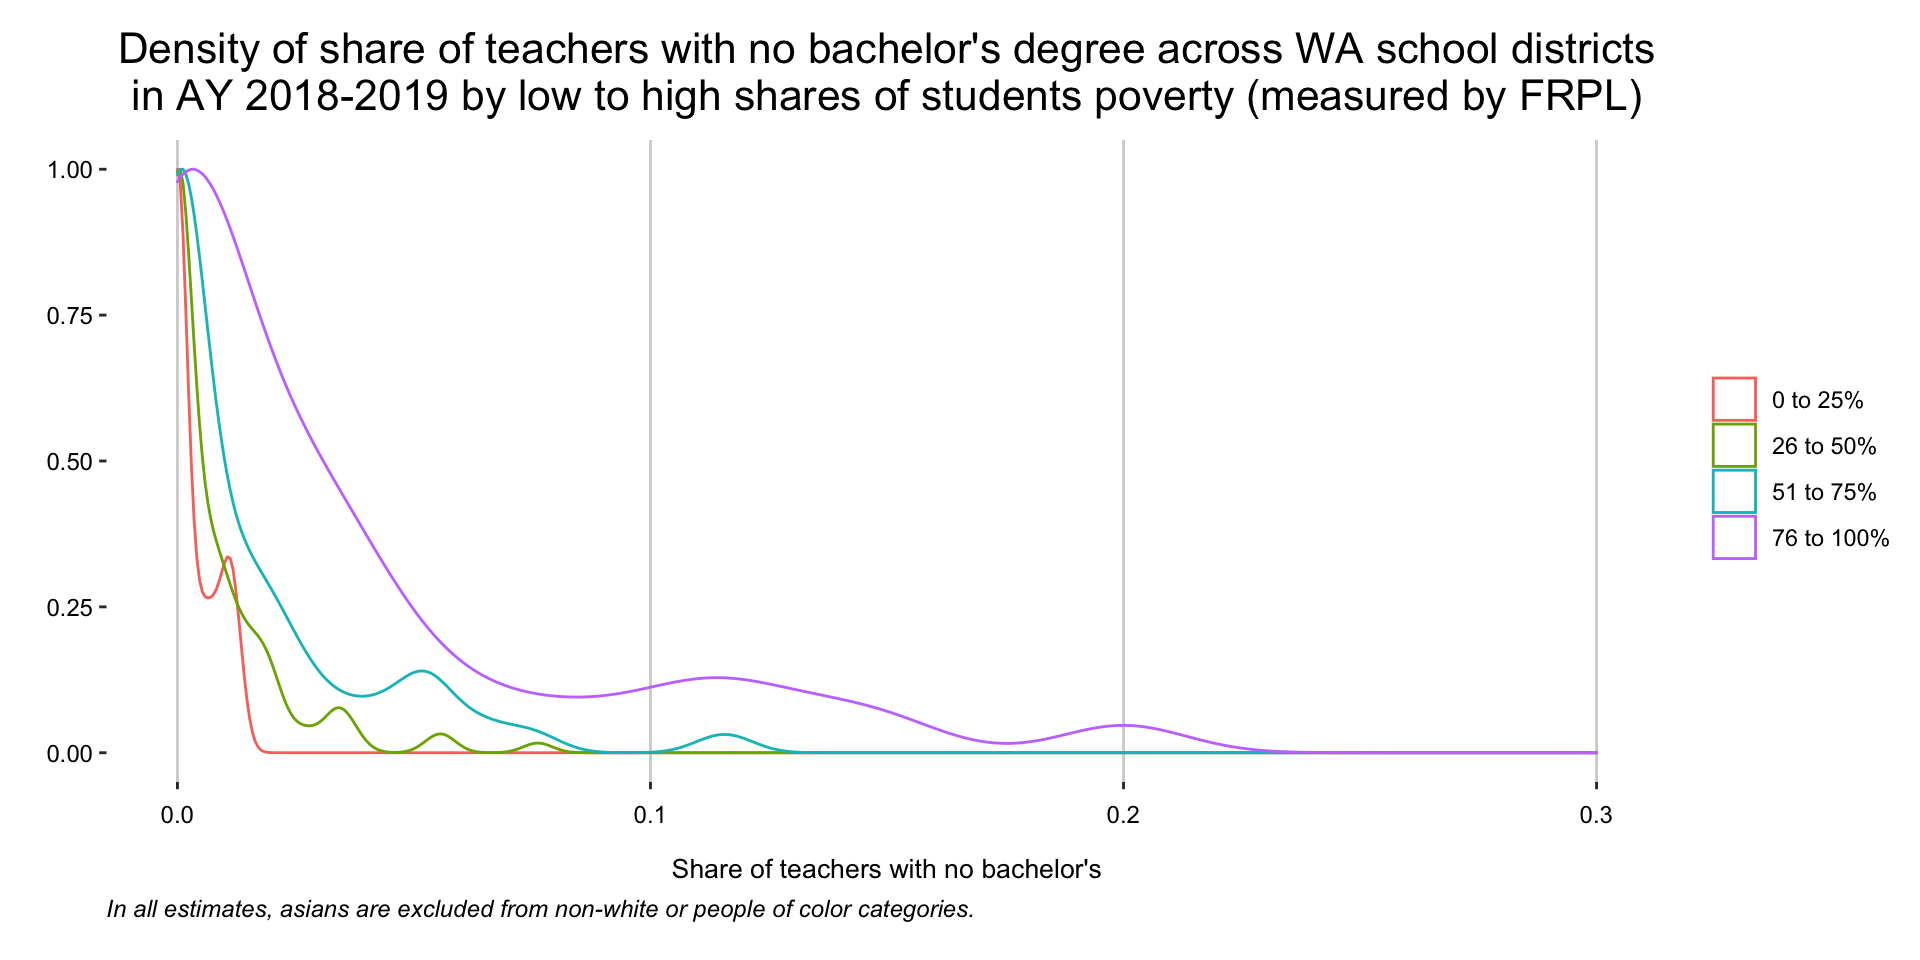 Density of share of teachers with no bachelor's degree across WA school districts
in AY 2018-2019 by low to high shares of students poverty (measured by FRPL)
1.00
0.75
0.50
0.25
0.00
0.0
0.1
0.2
0.3
Share of teachers with no bachelor's
0 to 25%
26 to 50%
51 to 75%
76 to 100%
In all estimates, asians are excluded from non-white or people of color categories.